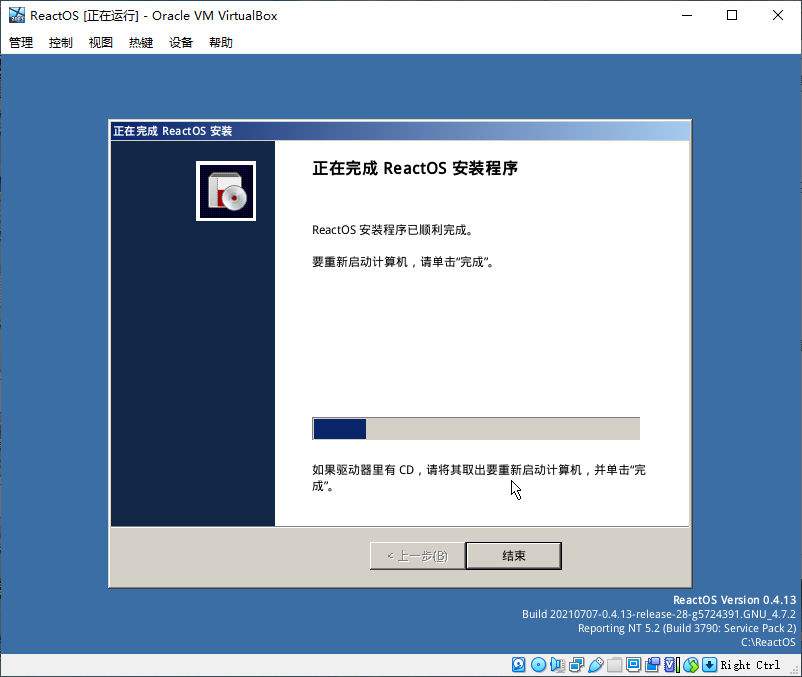 ReactOS [正在运行] - Oracle VM VirtualBox
管理 控制 视图 热键 设备 帮助
正在完成 ReactOS 安装
正在完成 ReactOS 安装程序
ReactOS 安装程序已顺利完成。
要重新启动计算机，请单击“完成”。
如果驱动器里有 CD，请将其取出要重新启动计算机，并单击“完
成”。
< 上一步(B) 结束
ReactOS Version 0.4.13
Build 20210707-0.4.13-release-28-g5724391.GNU_4.7.2
Reporting NT 5.2 (Build 3790: Service Pack 2)
C:\ReactOS
Right Ctrl